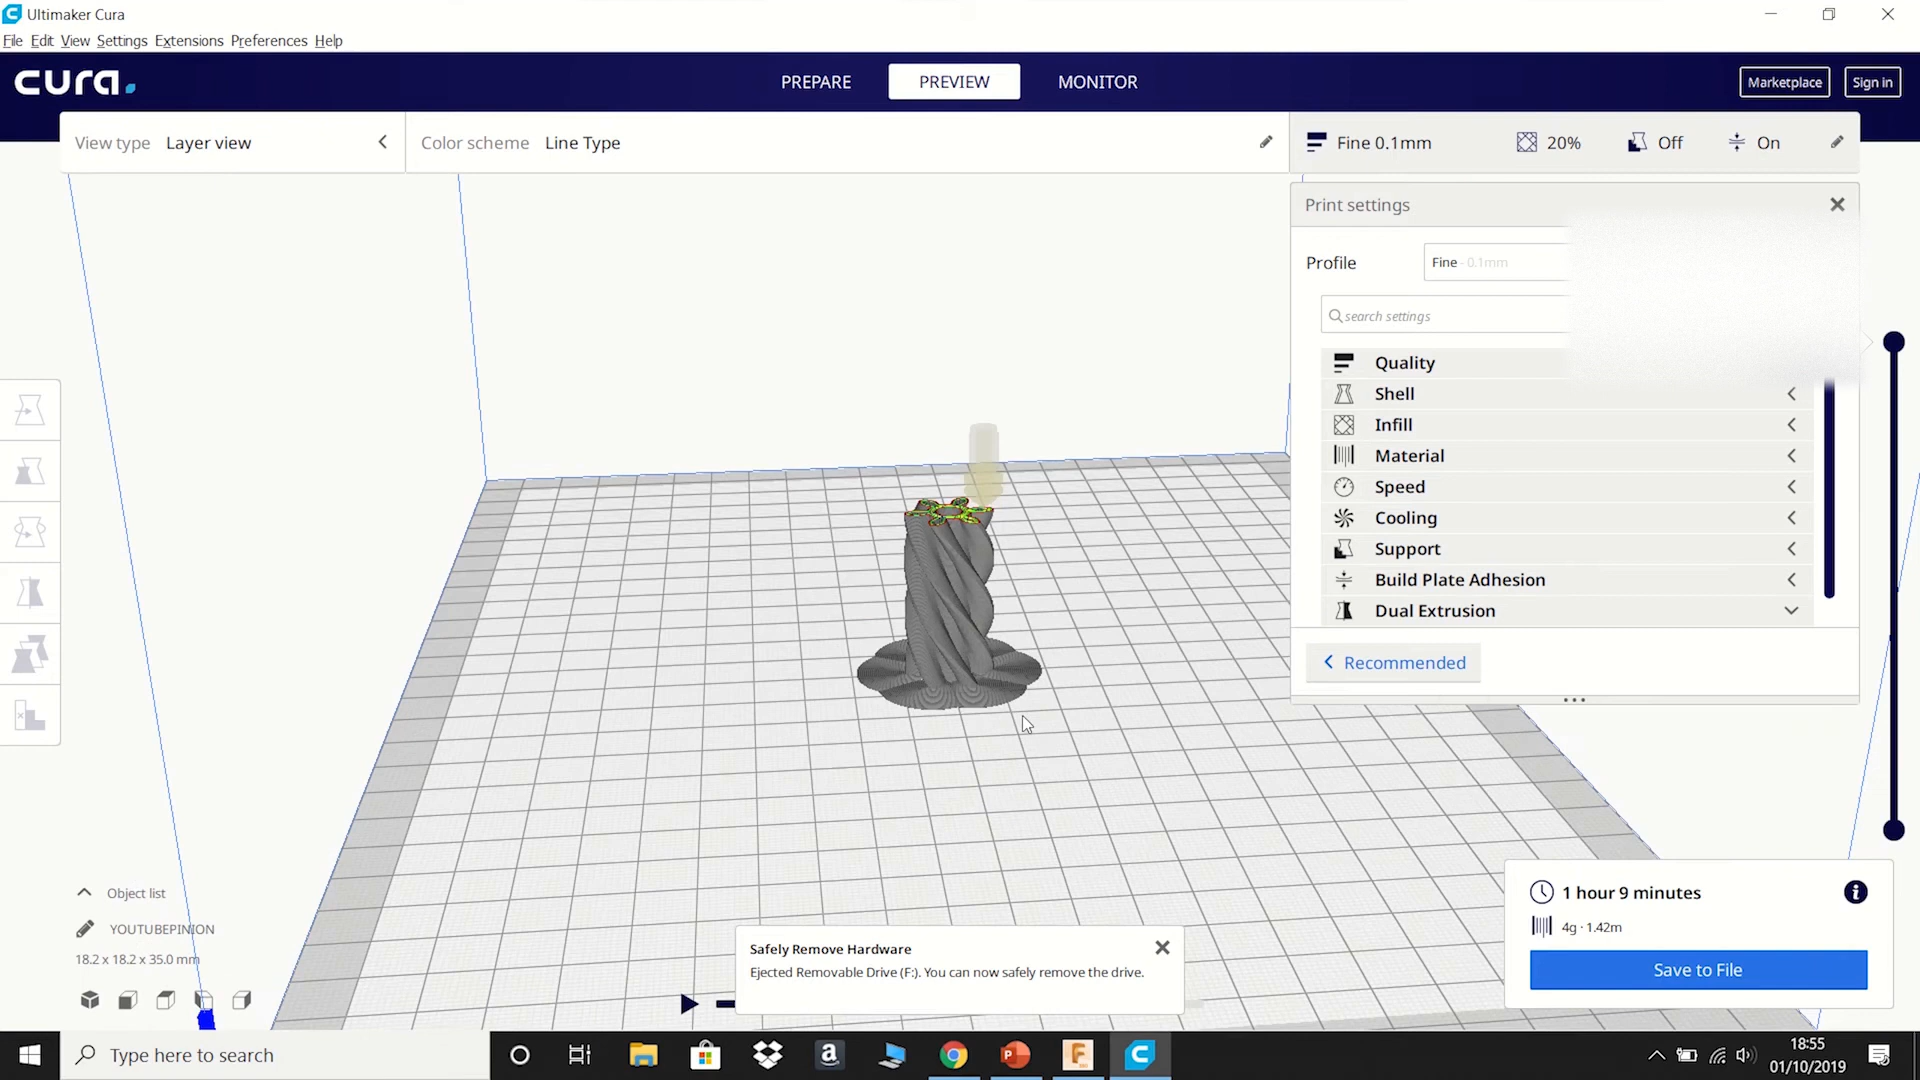 Ultimaker Cura
File Edit View Settings Extensions Preferences Help
cura.
PREPARE PREVIEW MONITOR
Marketplace Sign in
View type Layer view
Color scheme Line Type
Fine 0.1mm 20% Off On
Print settings
Profile Fine - 0.1mm
search settings
Quality
Shell
Infill
Material
Speed
Cooling
Support
Build Plate Adhesion
Dual Extrusion
Recommended
Object list
YOUTUBEPINION
18.2 x 18.2 x 35.0 mm
Safely Remove Hardware
Ejected Removable Drive (F:). You can now safely remove the drive.
1 hour 9 minutes
4g · 1.42m
Save to File
Type here to search
18:55
01/10/2019